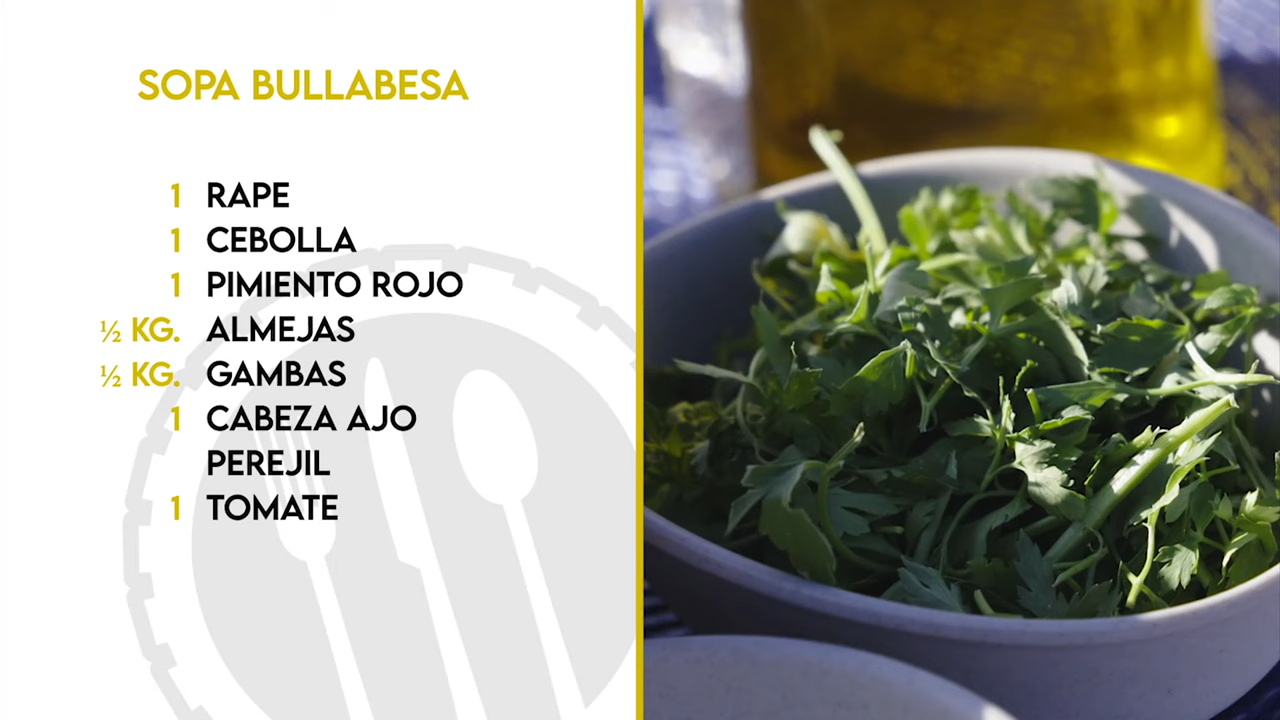 SOPA BULLABESA
1 RAPE
1 CEBOLLA
1 PIMIENTO ROJO
½ KG. ALMEJAS
½ KG. GAMBAS
1 CABEZA AJO
PEREJIL
1 TOMATE